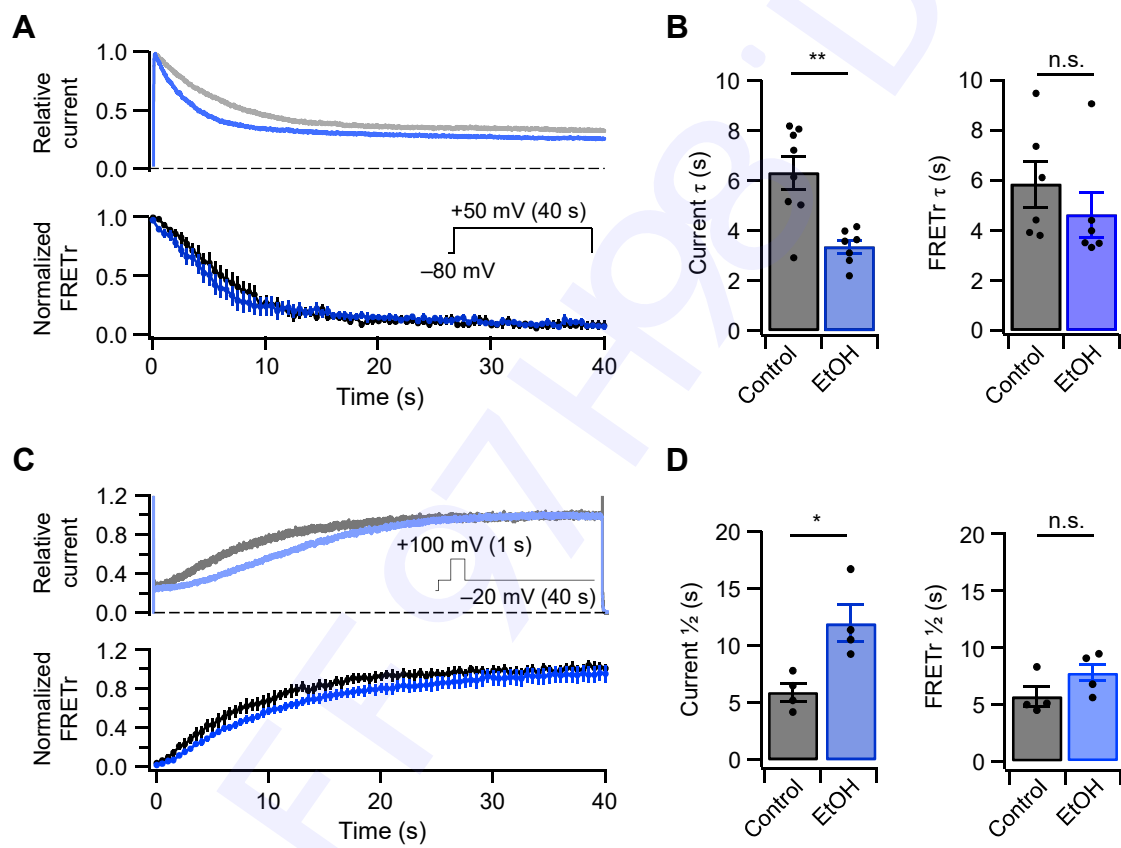 A
Relative
current
1.0
0.5
0.0
Normalized
FRETr
1.0
0.5
0.0
+50 mV (40 s)
–80 mV
0
10
20
30
40
Time (s)
B
**
Current τ (s)
10
8
6
4
2
0
Control
EtOH
n.s.
FRETr τ (s)
10
8
6
4
2
0
Control
EtOH
C
Relative
current
1.2
0.8
0.4
0.0
+100 mV (1 s)
–20 mV (40 s)
Normalized
FRETr
1.2
0.8
0.4
0.0
0
10
20
30
40
Time (s)
D
*
Current ½ (s)
20
15
10
5
0
Control
EtOH
n.s.
FRETr ½ (s)
20
15
10
5
0
Control
EtOH